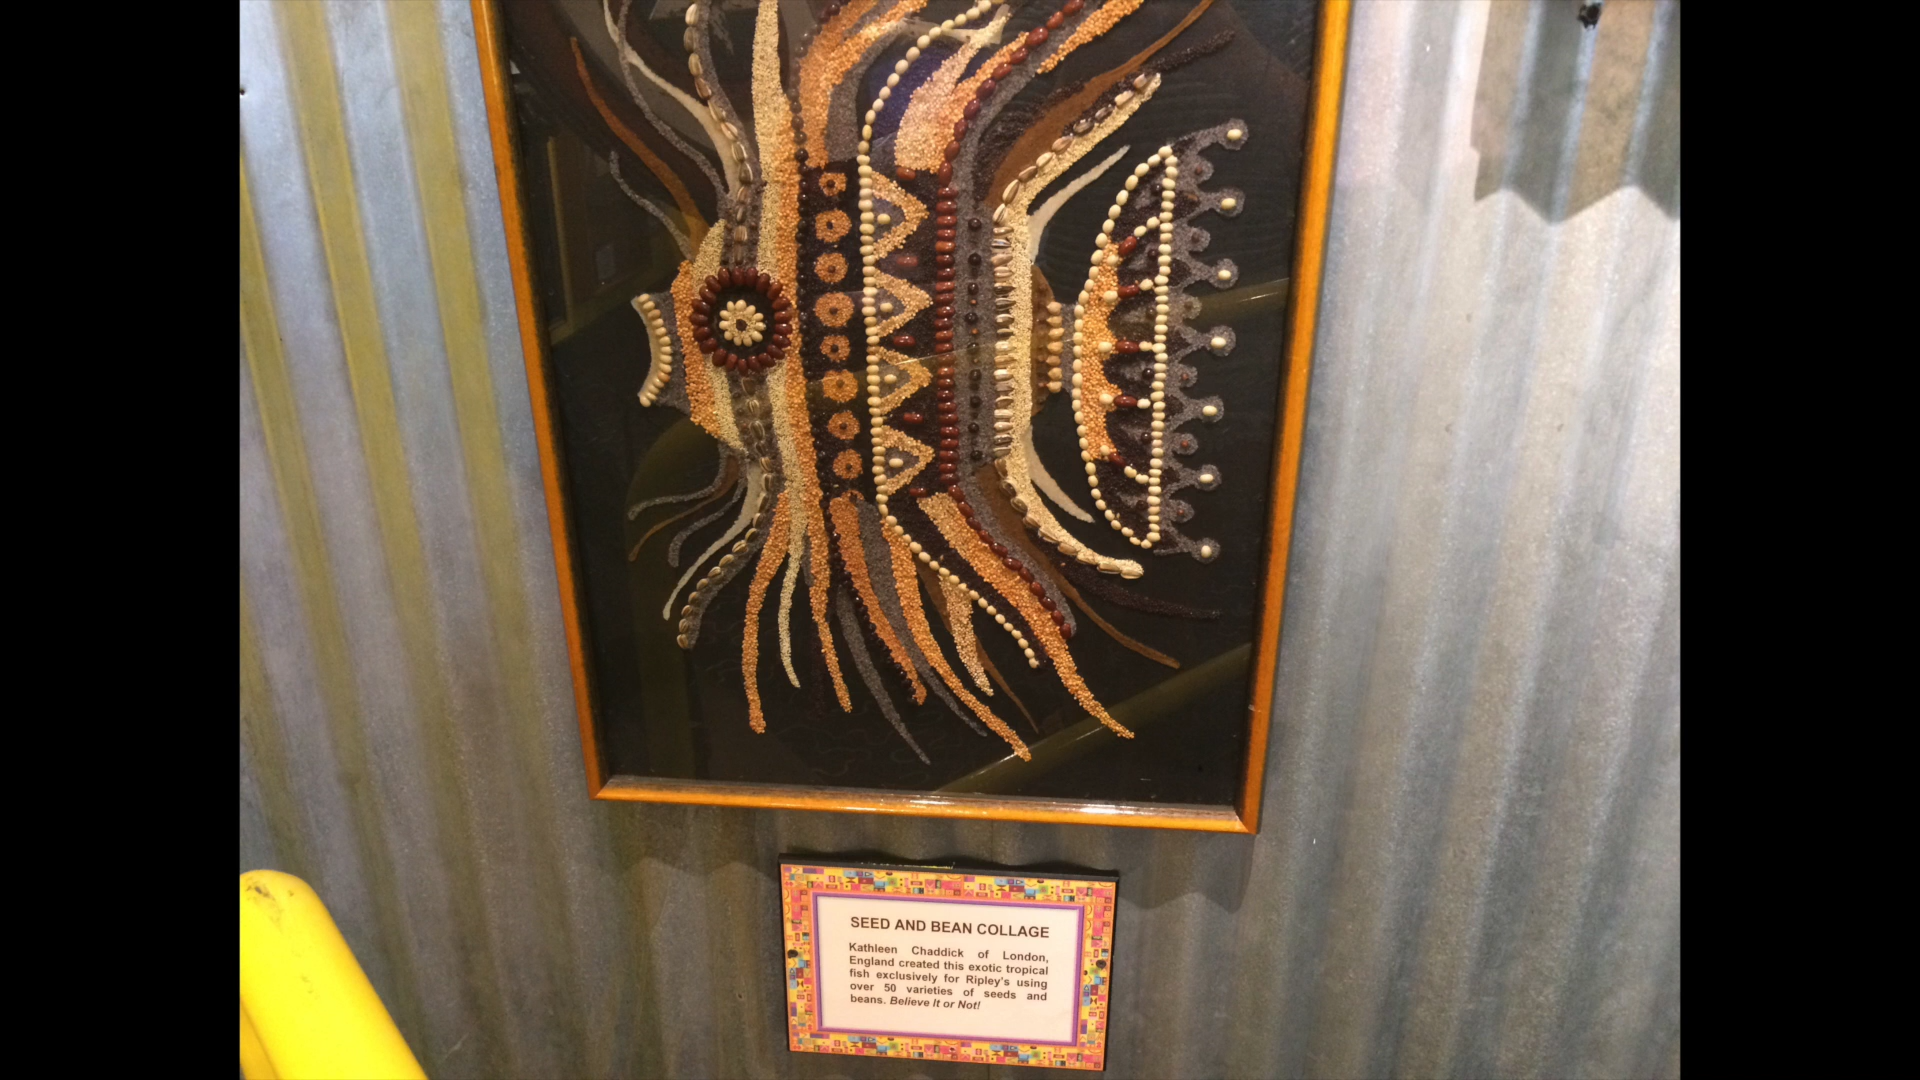 SEED AND BEAN COLLAGE
Kathleen Chaddick of London,
England created this exotic tropical
fish exclusively for Ripley's using
over 50 varieties of seeds and
beans. Believe It or Not!